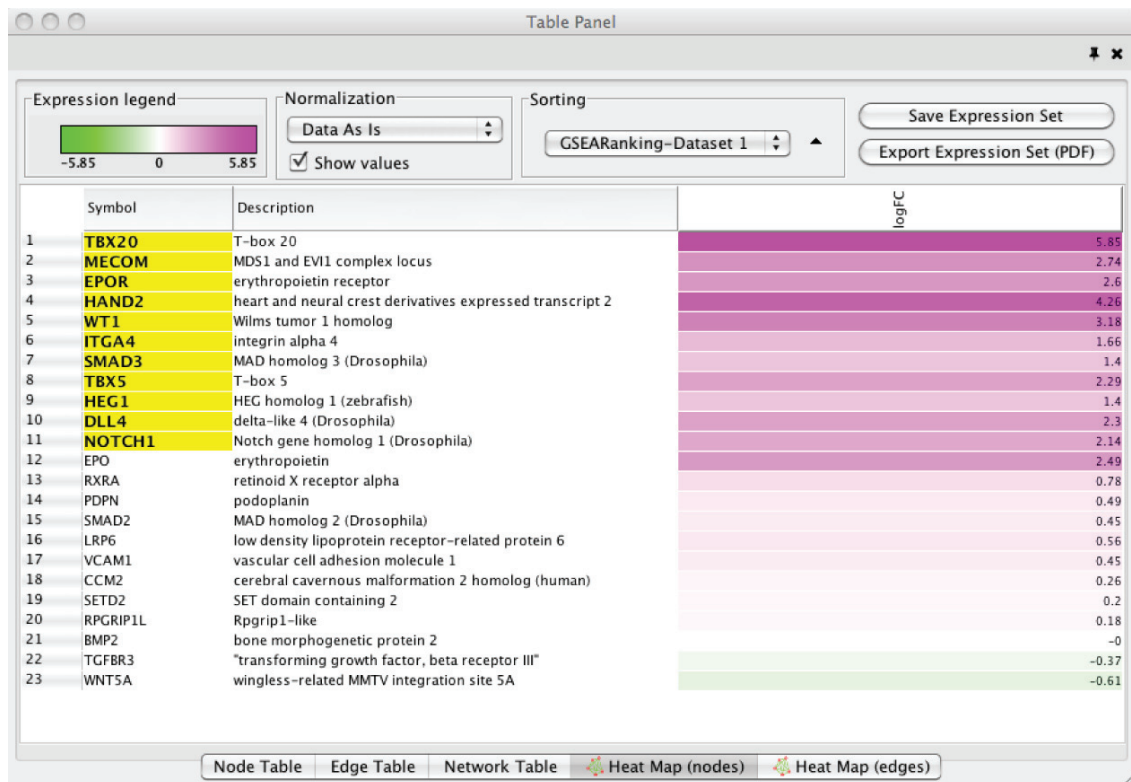 Table Panel
Expression legend
-5.85 0 5.85
Normalization
Data As Is
Show values
Sorting
GSEARanking-Dataset 1
Save Expression Set
Export Expression Set (PDF)
Symbol Description logFC
1 TBX20 T-box 20 5.85
2 MECOM MDS1 and EVI1 complex locus 2.74
3 EPOR erythropoietin receptor 2.6
4 HAND2 heart and neural crest derivatives expressed transcript 2 4.26
5 WT1 Wilms tumor 1 homolog 3.18
6 ITGA4 integrin alpha 4 1.66
7 SMAD3 MAD homolog 3 (Drosophila) 1.4
8 TBX5 T-box 5 2.29
9 HEG1 HEG homolog 1 (zebrafish) 1.4
10 DLL4 delta-like 4 (Drosophila) 2.3
11 NOTCH1 Notch gene homolog 1 (Drosophila) 2.14
12 EPO erythropoietin 2.49
13 RXRA retinoid X receptor alpha 0.78
14 PDPN podoplanin 0.49
15 SMAD2 MAD homolog 2 (Drosophila) 0.45
16 LRP6 low density lipoprotein receptor-related protein 6 0.56
17 VCAM1 vascular cell adhesion molecule 1 0.45
18 CCM2 cerebral cavernous malformation 2 homolog (human) 0.26
19 SETD2 SET domain containing 2 0.2
20 RPGRIP1L Rpgrip1-like 0.18
21 BMP2 bone morphogenetic protein 2 -0
22 TGFBR3 "transforming growth factor, beta receptor III" -0.37
23 WNT5A wingless-related MMTV integration site 5A -0.61
Node Table Edge Table Network Table Heat Map (nodes) Heat Map (edges)